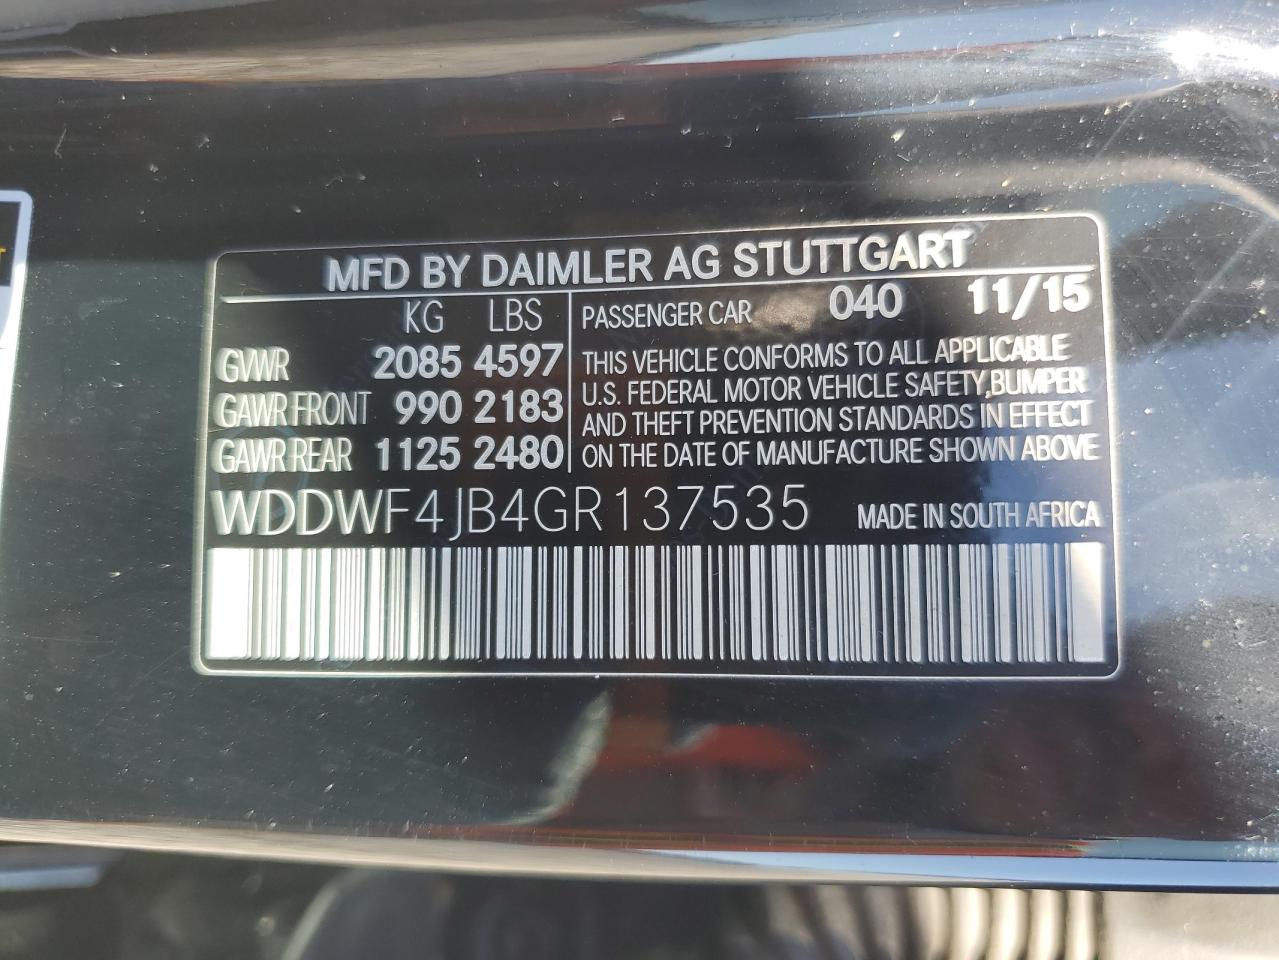 MFD BY DAIMLER AG STUTTGART
KG LBS
GWR 2085 4597
GAWR FRONT 990 2183
GAWR REAR 1125 2480
PASSENGER CAR 040 11/15
THIS VEHICLE CONFORMS TO ALL APPLICABLE
U.S. FEDERAL MOTOR VEHICLE SAFETY, BUMPER
AND THEFT PREVENTION STANDARDS IN EFFECT
ON THE DATE OF MANUFACTURE SHOWN ABOVE.
WDDWF4JB4GR137535 MADE IN SOUTH AFRICA